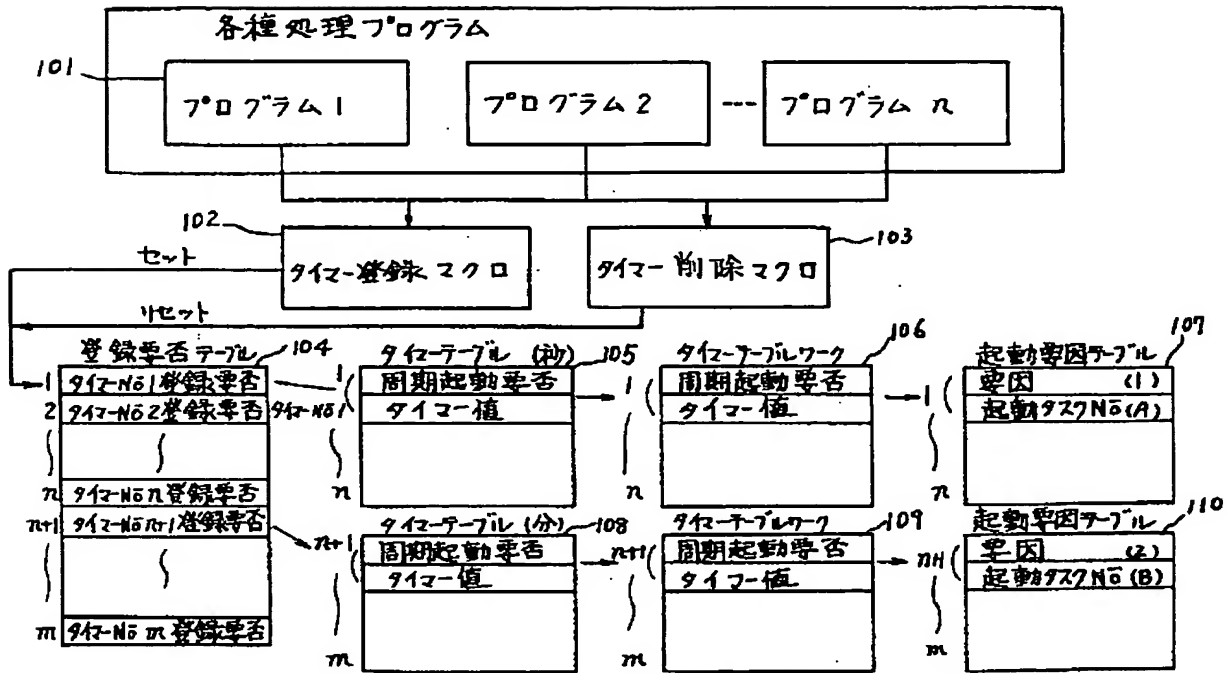 各種処理プログラム
101
プログラム1
プログラム2
---
プログラム n
102
103
セット
タイマー登録マクロ
タイマー削除マクロ
リセット
登録要否テーブル
104
タイマーテーブル (秒)
105
タイマーテーブルワーク
106
起動要因テーブル
107
1
タイマーNo1登録要否
1
周期起動要否
1
周期起動要否
1
要因 (1)
2
タイマーNo2登録要否
タイマーNo1
タイマー値
タイマー値
起動タスクNo(A)
n
タイマーNo n登録要否
n
n
n
n+1
タイマーNo n+1登録要否
タイマーテーブル (分)
108
タイマーテーブルワーク
109
起動要因テーブル
110
n+1
周期起動要否
n+1
周期起動要否
n+1
要因 (2)
タイマー値
タイマー値
起動タスクNo(B)
m
タイマーNo m登録要否
m
m
m